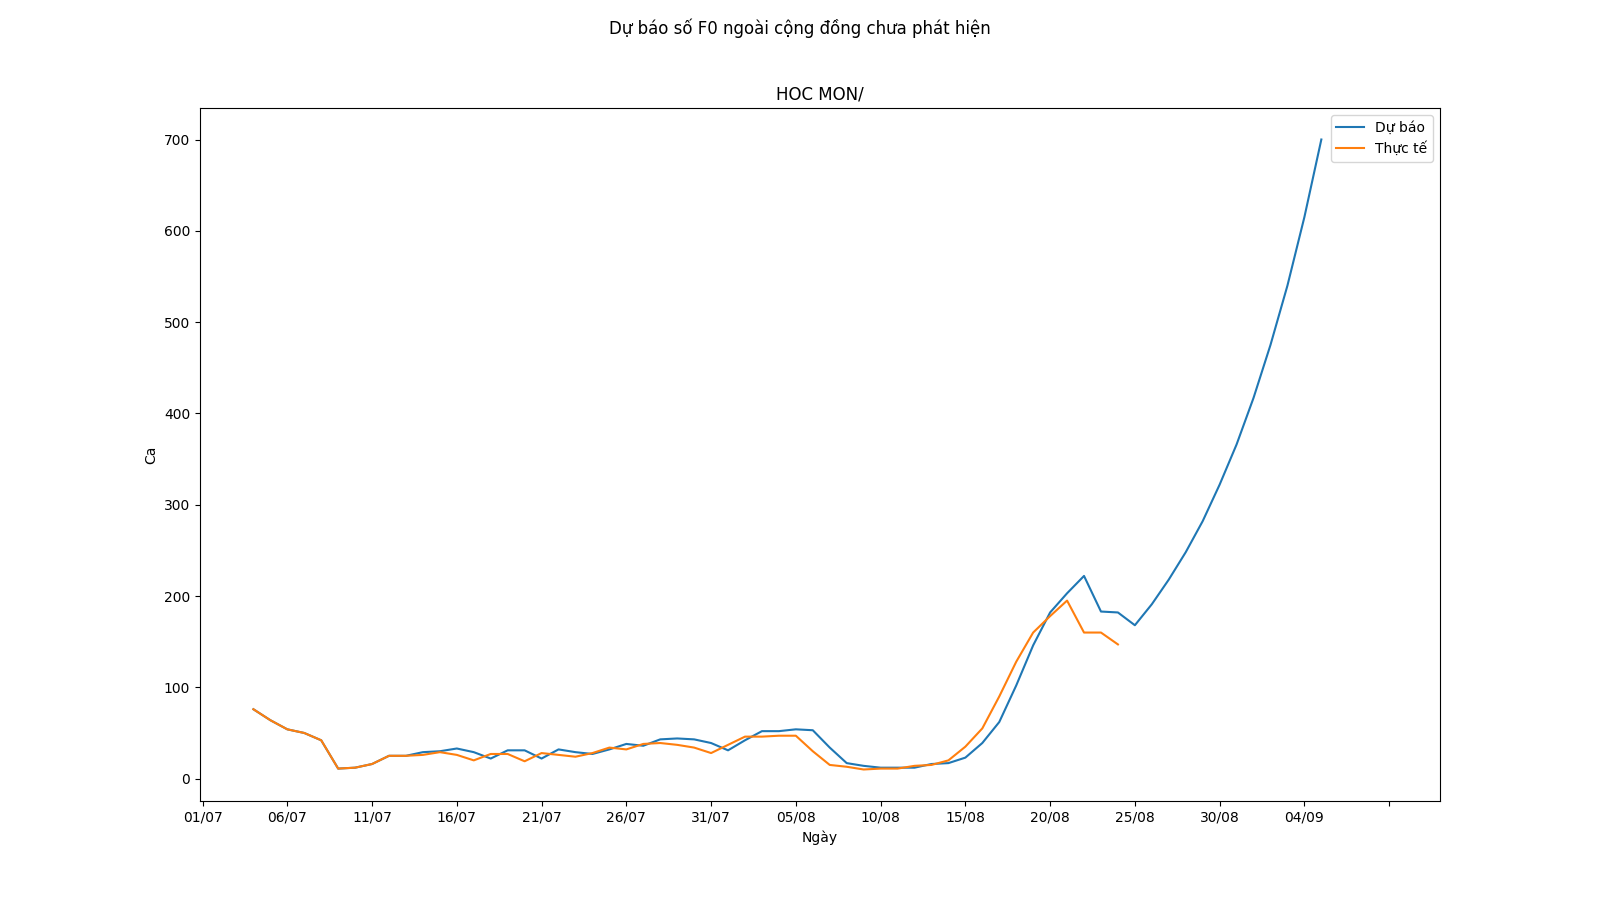 Dự báo số F0 ngoài cộng đồng chưa phát hiện
HOC MON/
Dự báo
Thực tế
700
600
500
400
300
200
100
0
Ca
01/07 06/07 11/07 16/07 21/07 26/07 31/07 05/08 10/08 15/08 20/08 25/08 30/08 04/09
Ngày